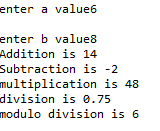 enter a value6
enter b value8
Addition is 14
Subtraction is -2
multiplication is 48
division is 0.75
modulo division is 6